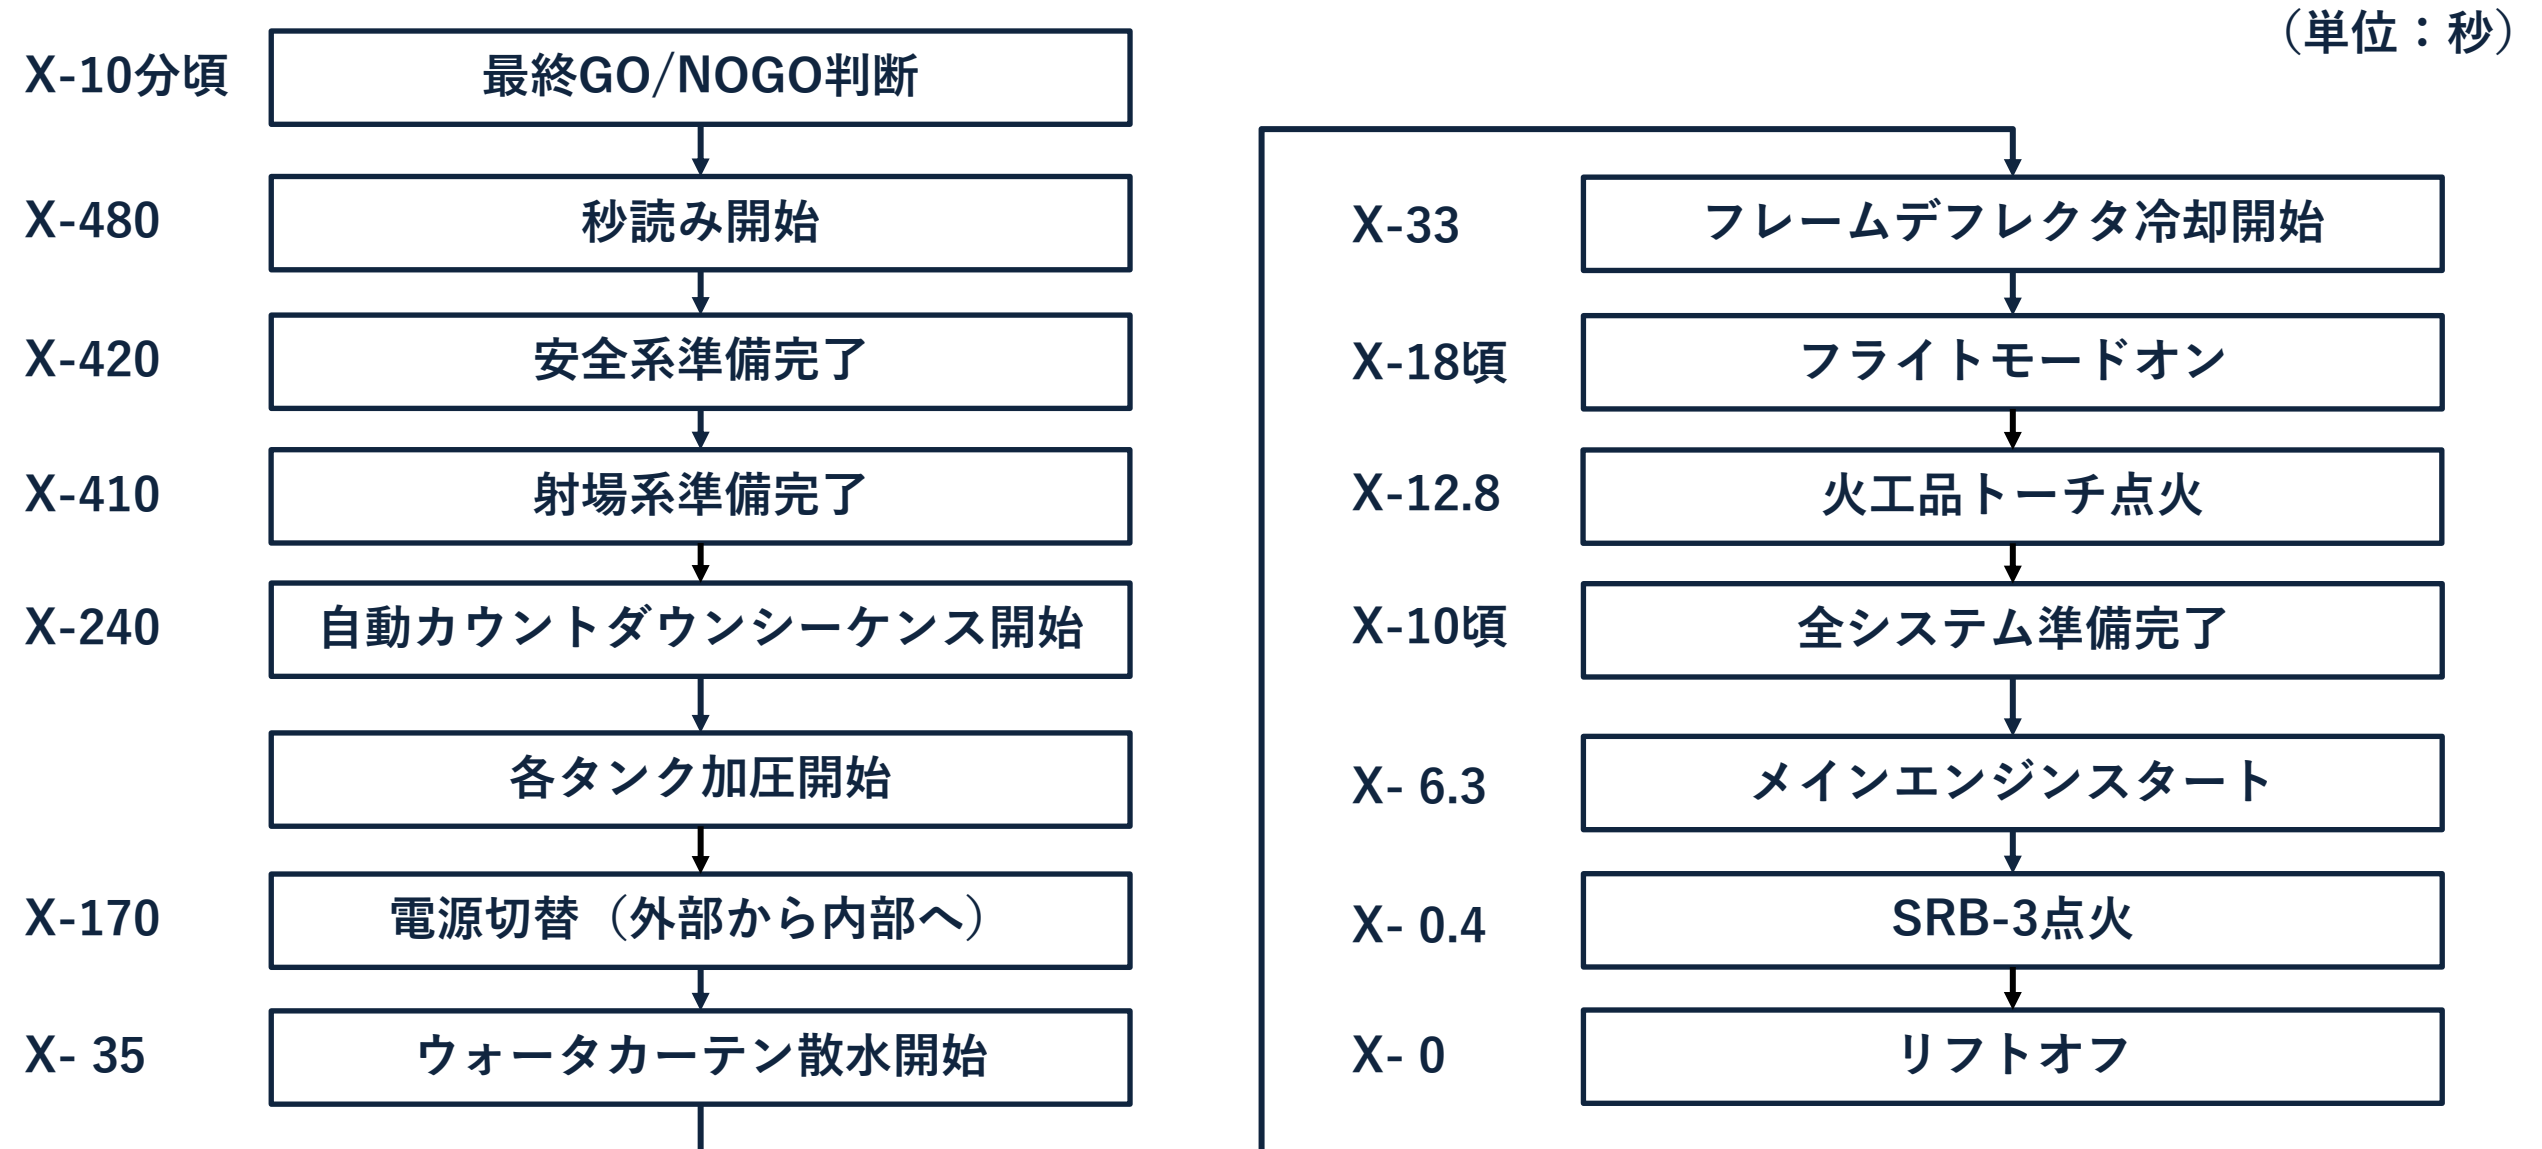 （単位：秒）
X-10分頃 最終GO/NOGO判断
X-480 秒読み開始
X-420 安全系準備完了
X-410 射場系準備完了
X-240 自動カウントダウンシーケンス開始
各タンク加圧開始
X-170 電源切替（外部から内部へ）
X- 35 ウォータカーテン散水開始
X-33 フレームデフレクタ冷却開始
X-18頃 フライトモードオン
X-12.8 火工品トーチ点火
X-10頃 全システム準備完了
X- 6.3 メインエンジンスタート
X- 0.4 SRB-3点火
X- 0 リフトオフ